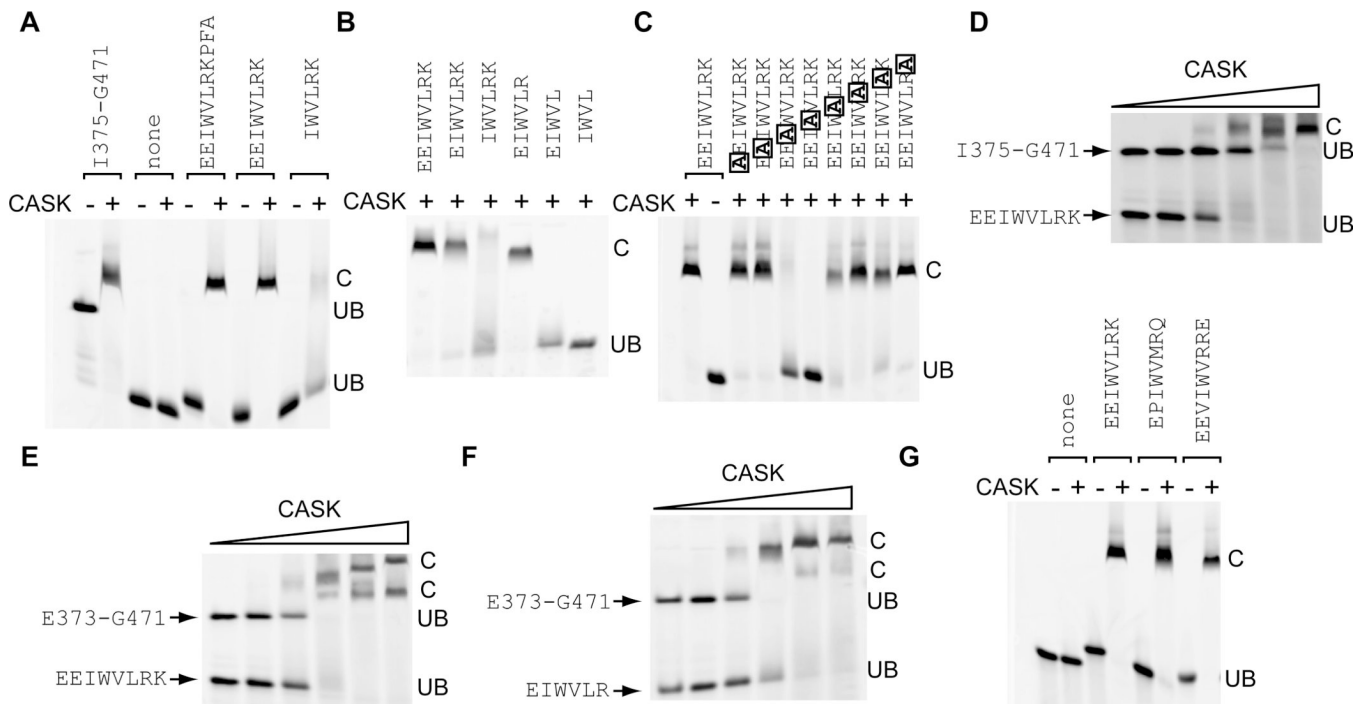 A
I375-G471
none
EEIWVLRKPFA
EEIWVLRK
IWVLRK
CASK - + - + - + - + - +
C
UB
UB
B
EEIWVLRK
EIWVLRK
IWVLRK
EEIWVLR
EIWVL
IWVL
CASK + + + + + +
C
UB
C
EEIWVLRK
AEIWVLRK
EAIWVLRK
EEAWVLRK
EEIAVLRK
EEIWALRK
EEIWVARK
EEIWVLAK
EEIWVLRA
CASK + - + + + + + + + +
C
UB
D
CASK
C
I375-G471 UB
EEIWVLRK UB
E
CASK
C
C
E373-G471 UB
EEIWVLRK UB
F
CASK
C
C
E373-G471 UB
EIWVLR UB
G
none
EEIWVLRK
EPIWVMRQ
EEVIWVRRE
CASK - + - + - + - +
C
UB